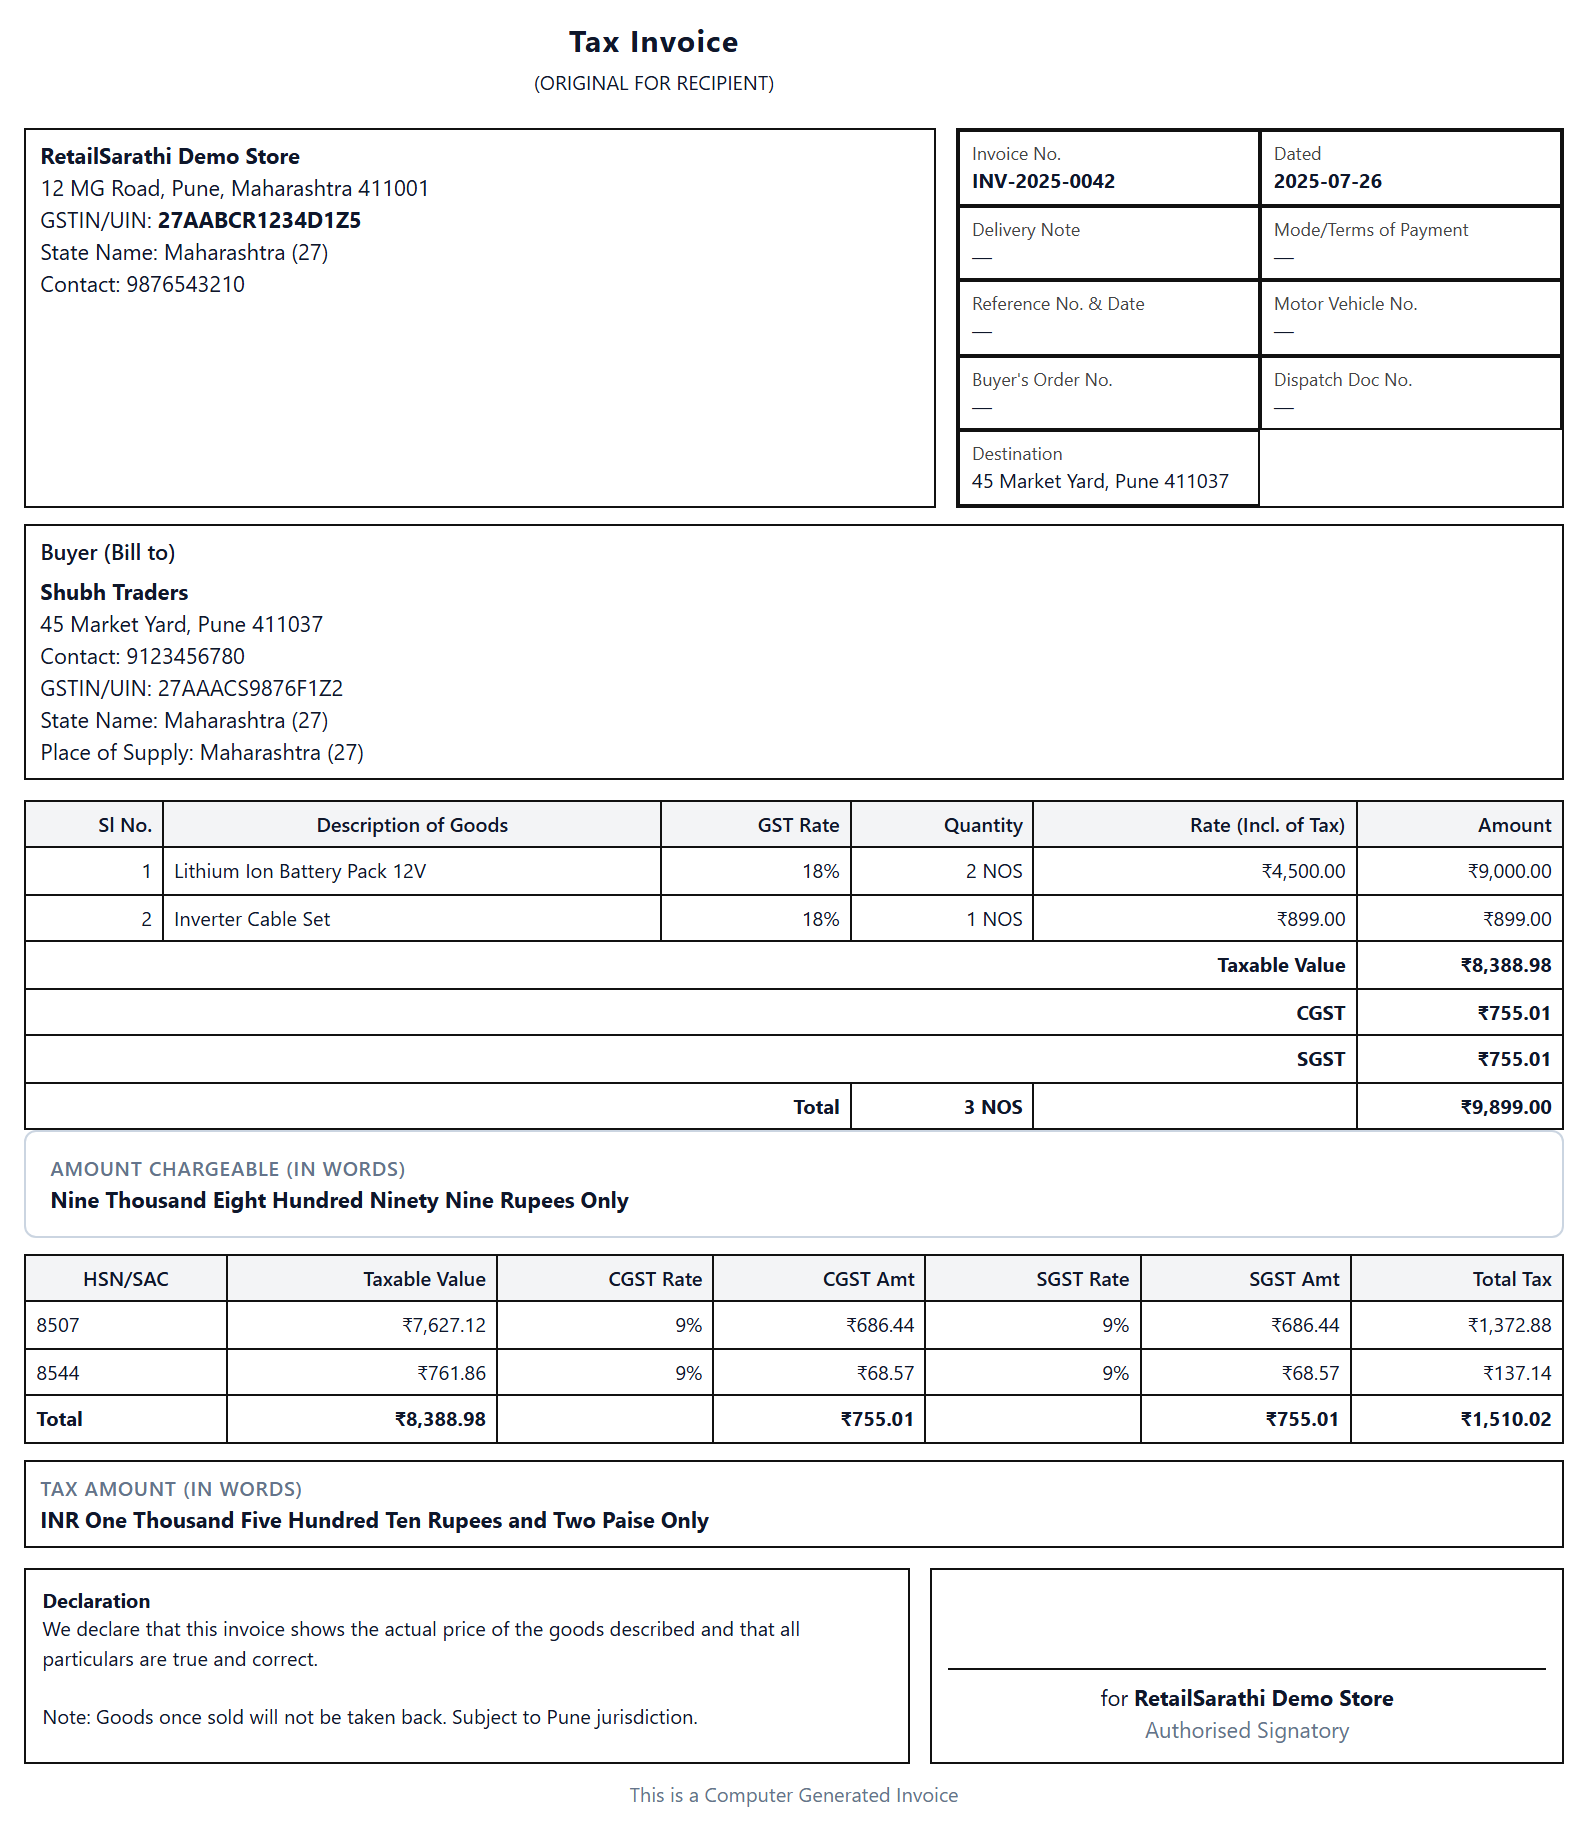 Tax Invoice
(ORIGINAL FOR RECIPIENT)
RetailSarathi Demo Store
12 MG Road, Pune, Maharashtra 411001
GSTIN/UIN: 27AABCR1234D1Z5
State Name: Maharashtra (27)
Contact: 9876543210
Invoice No.
INV-2025-0042
Dated
2025-07-26
Delivery Note
—
Mode/Terms of Payment
—
Reference No. & Date
—
Motor Vehicle No.
—
Buyer's Order No.
—
Dispatch Doc No.
—
Destination
45 Market Yard, Pune 411037
Buyer (Bill to)
Shubh Traders
45 Market Yard, Pune 411037
Contact: 9123456780
GSTIN/UIN: 27AAACS9876F1Z2
State Name: Maharashtra (27)
Place of Supply: Maharashtra (27)
Sl No. Description of Goods GST Rate Quantity Rate (Incl. of Tax) Amount
1 Lithium Ion Battery Pack 12V 18% 2 NOS ₹4,500.00 ₹9,000.00
2 Inverter Cable Set 18% 1 NOS ₹899.00 ₹899.00
Taxable Value ₹8,388.98
CGST ₹755.01
SGST ₹755.01
Total 3 NOS ₹9,899.00
AMOUNT CHARGEABLE (IN WORDS)
Nine Thousand Eight Hundred Ninety Nine Rupees Only
HSN/SAC Taxable Value CGST Rate CGST Amt SGST Rate SGST Amt Total Tax
8507 ₹7,627.12 9% ₹686.44 9% ₹686.44 ₹1,372.88
8544 ₹761.86 9% ₹68.57 9% ₹68.57 ₹137.14
Total ₹8,388.98 ₹755.01 ₹755.01 ₹1,510.02
TAX AMOUNT (IN WORDS)
INR One Thousand Five Hundred Ten Rupees and Two Paise Only
Declaration
We declare that this invoice shows the actual price of the goods described and that all
particulars are true and correct.
Note: Goods once sold will not be taken back. Subject to Pune jurisdiction.
for RetailSarathi Demo Store
Authorised Signatory
This is a Computer Generated Invoice